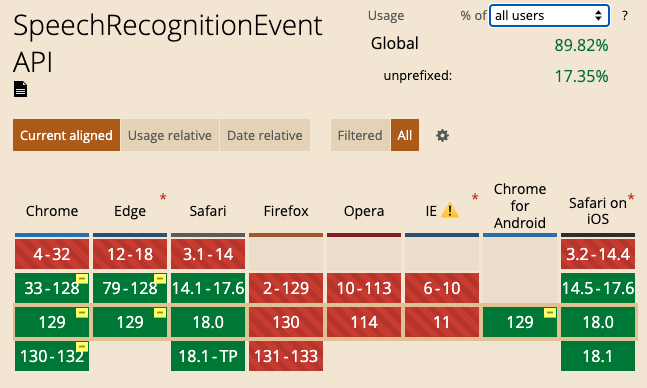 SpeechRecognitionEvent
API
Usage % of all users ?
Global 89.82%
unprefixed: 17.35%
Current aligned Usage relative Date relative Filtered All
Chrome Edge * Safari Firefox Opera IE * Chrome for Android Safari on iOS *
4-32 12-18 3.1-14 3.2-14.4
33-128 79-128 14.1-17.6 2-129 10-113 6-10 14.5-17.6
129 129 18.0 130 114 11 129 18.0
130-132 18.1-TP 131-133 18.1